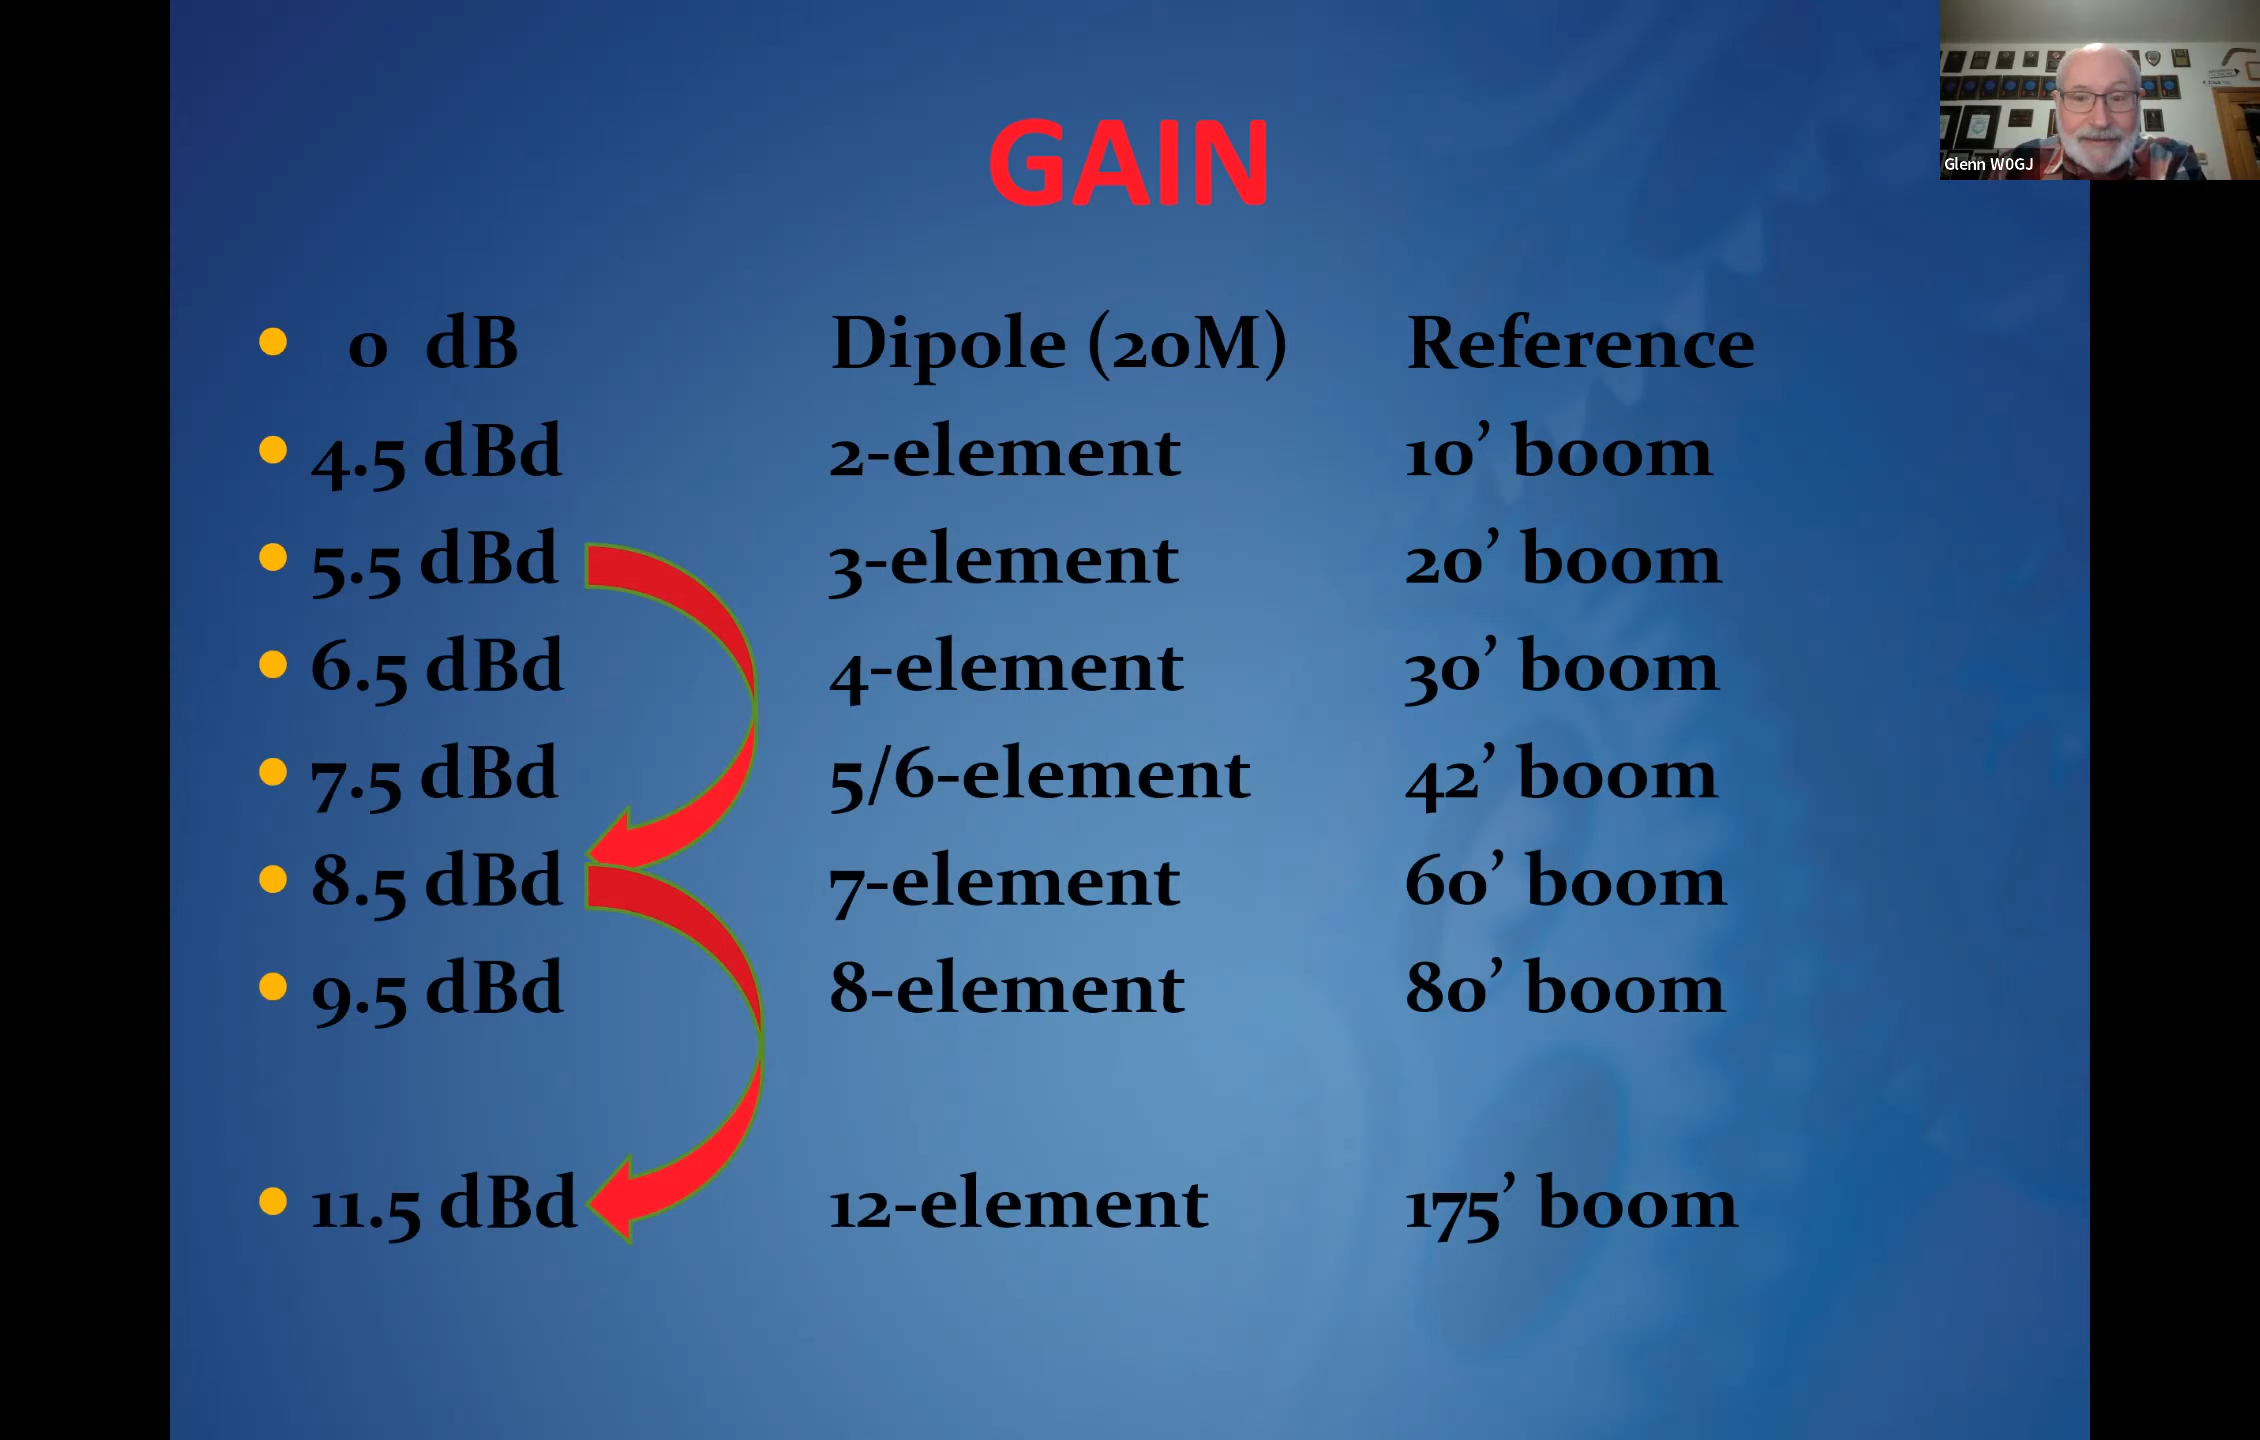 GAIN
Glenn W0GJ
• 0 dB Dipole (20M) Reference
• 4.5 dBd 2-element 10’ boom
• 5.5 dBd 3-element 20’ boom
• 6.5 dBd 4-element 30’ boom
• 7.5 dBd 5/6-element 42’ boom
• 8.5 dBd 7-element 60’ boom
• 9.5 dBd 8-element 80’ boom
• 11.5 dBd 12-element 175’ boom